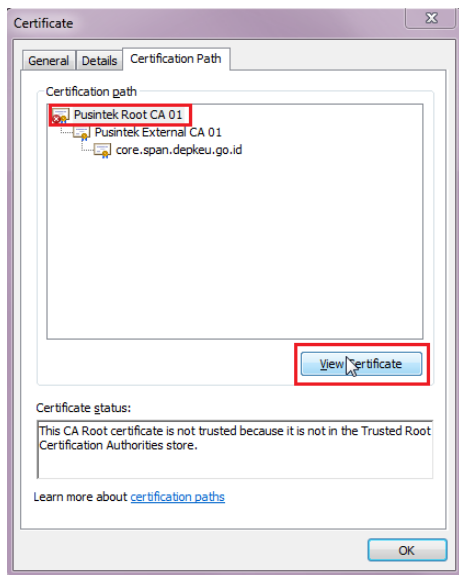 Certificate
General Details Certification Path
Certification path
Pusintek Root CA 01
Pusintek External CA 01
core.span.depkeu.go.id
View Certificate
Certificate status:
This CA Root certificate is not trusted because it is not in the Trusted Root
Certification Authorities store.
Learn more about certification paths
OK